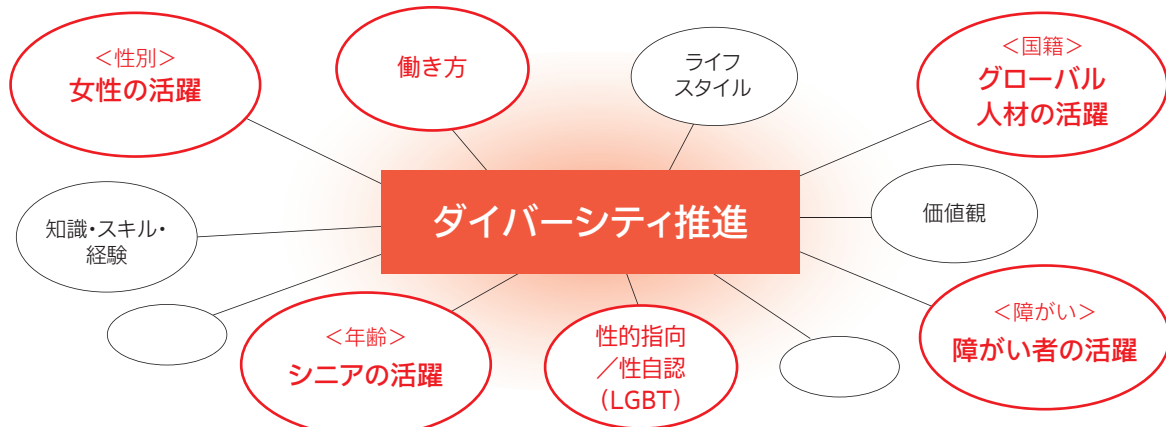 <性別>
女性の活躍
働き方
ライフ
スタイル
<国籍>
グローバル
人材の活躍
知識・スキル・
経験
ダイバーシティ推進
価値観
<年齢>
シニアの活躍
性的指向
／性自認
（LGBT）
<障がい>
障がい者の活躍